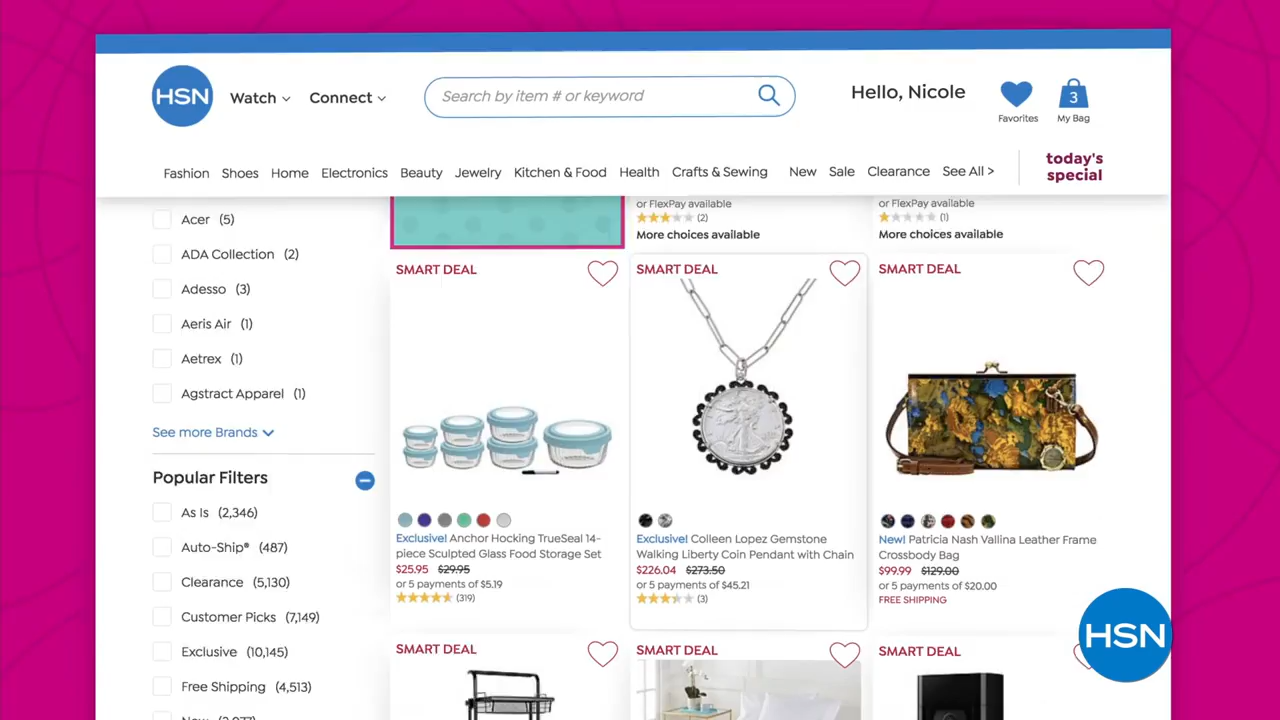 HSN
Watch
Connect
Search by item # or keyword
Hello, Nicole
Favorites
3
My Bag
Fashion
Shoes
Home
Electronics
Beauty
Jewelry
Kitchen & Food
Health
Crafts & Sewing
New
Sale
Clearance
See All >
today's
special
Acer (5)
ADA Collection (2)
Adesso (3)
Aeris Air (1)
Aetrex (1)
Agstract Apparel (1)
See more Brands
Popular Filters
As Is (2,346)
Auto-Ship® (487)
Clearance (5,130)
Customer Picks (7,149)
Exclusive (10,145)
Free Shipping (4,513)
or FlexPay available
(2)
More choices available
or FlexPay available
(1)
More choices available
SMART DEAL
Exclusive! Anchor Hocking TrueSeal 14-
piece Sculpted Glass Food Storage Set
$25.95 $29.95
or 5 payments of $5.19
(319)
SMART DEAL
Exclusive! Colleen Lopez Gemstone
Walking Liberty Coin Pendant with Chain
$226.04 $273.50
or 5 payments of $45.21
(3)
SMART DEAL
New! Patricia Nash Vallina Leather Frame
Crossbody Bag
$99.99 $129.00
or 5 payments of $20.00
FREE SHIPPING
SMART DEAL
SMART DEAL
SMART DEAL
HSN